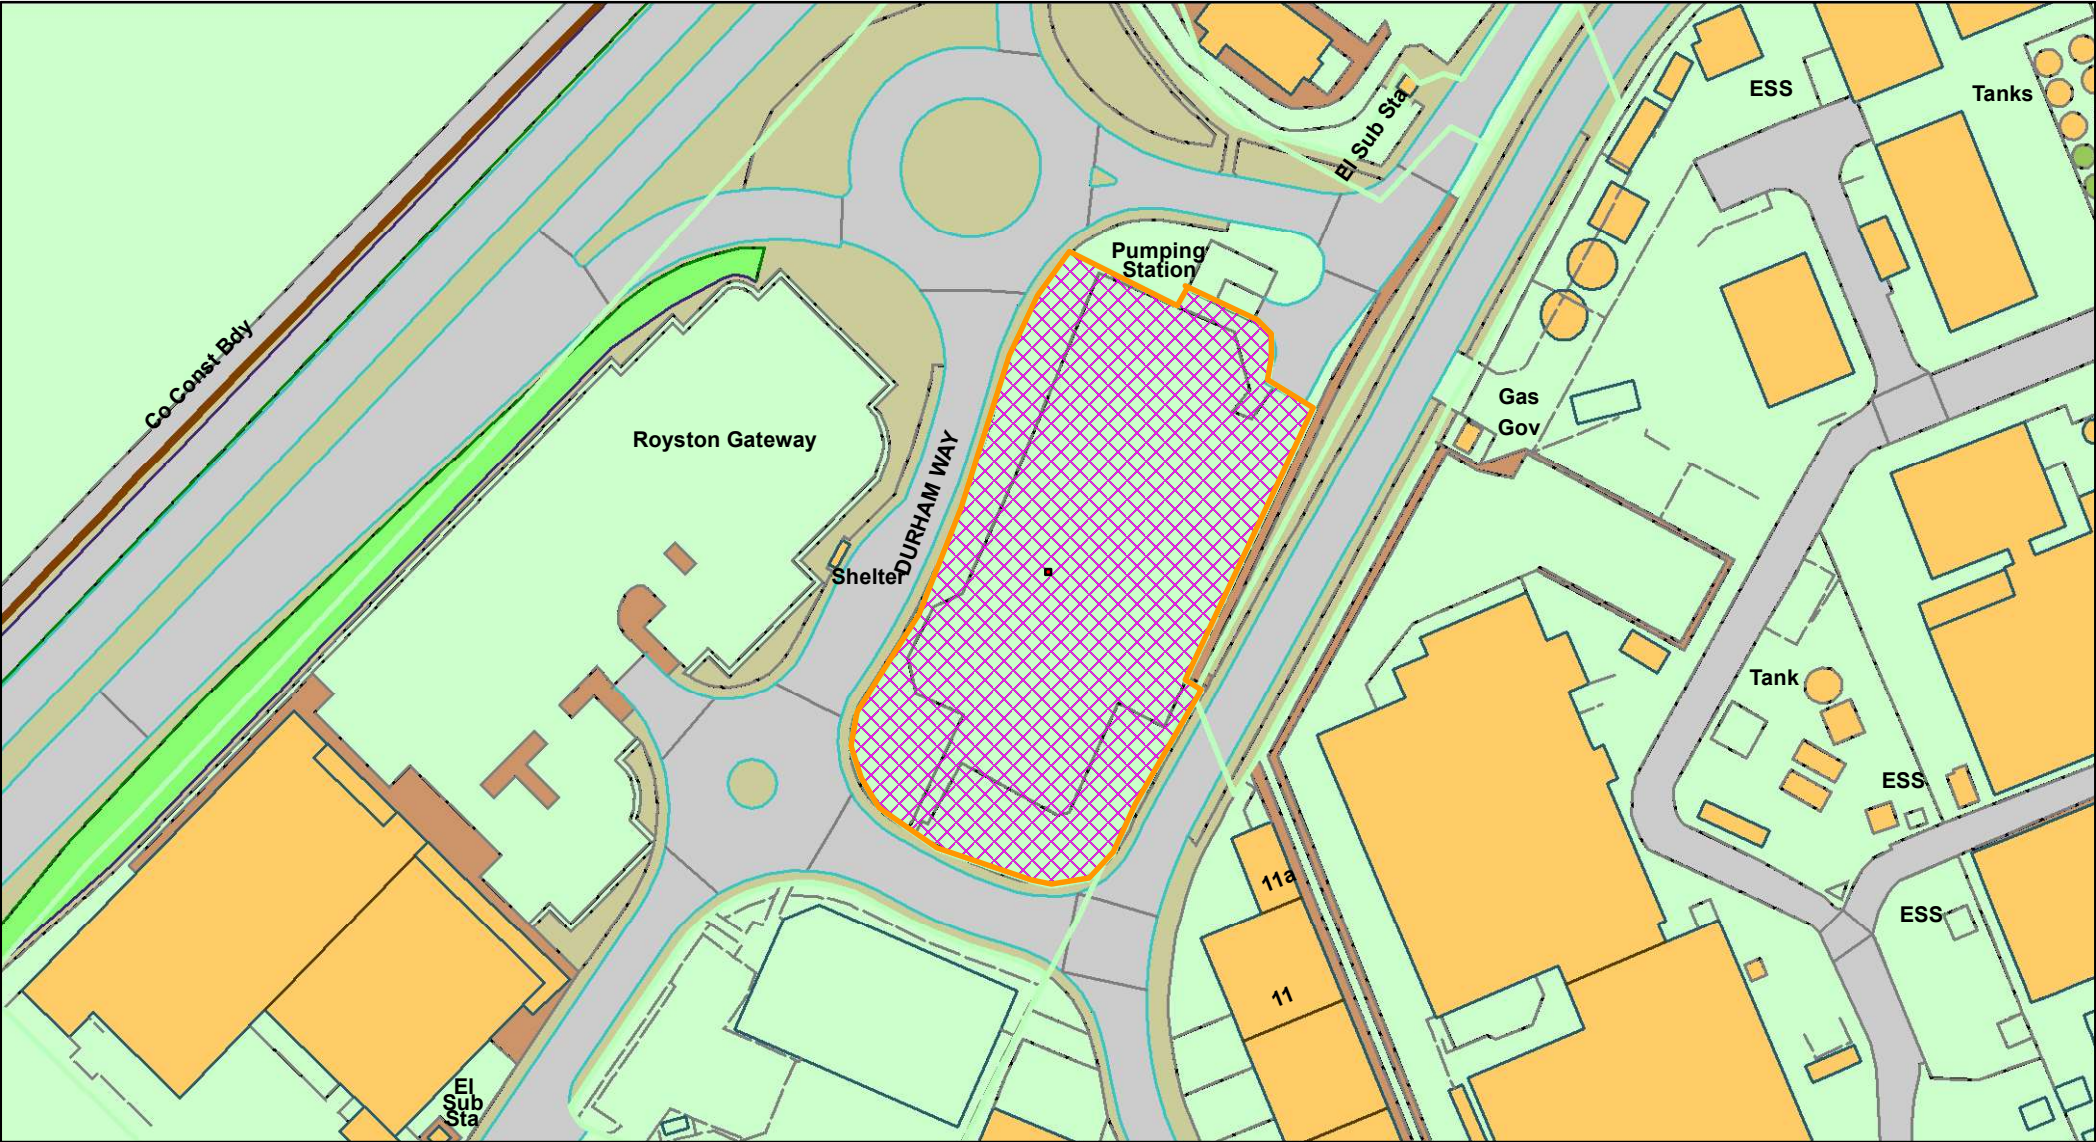 ESS
Tanks
El Sub Sta
Pumping
Station
Co Const Bdy
Gas
Gov
Royston Gateway
DURHAM WAY
Shelter
Tank
ESS
11a
ESS
11
El
Sub
Sta